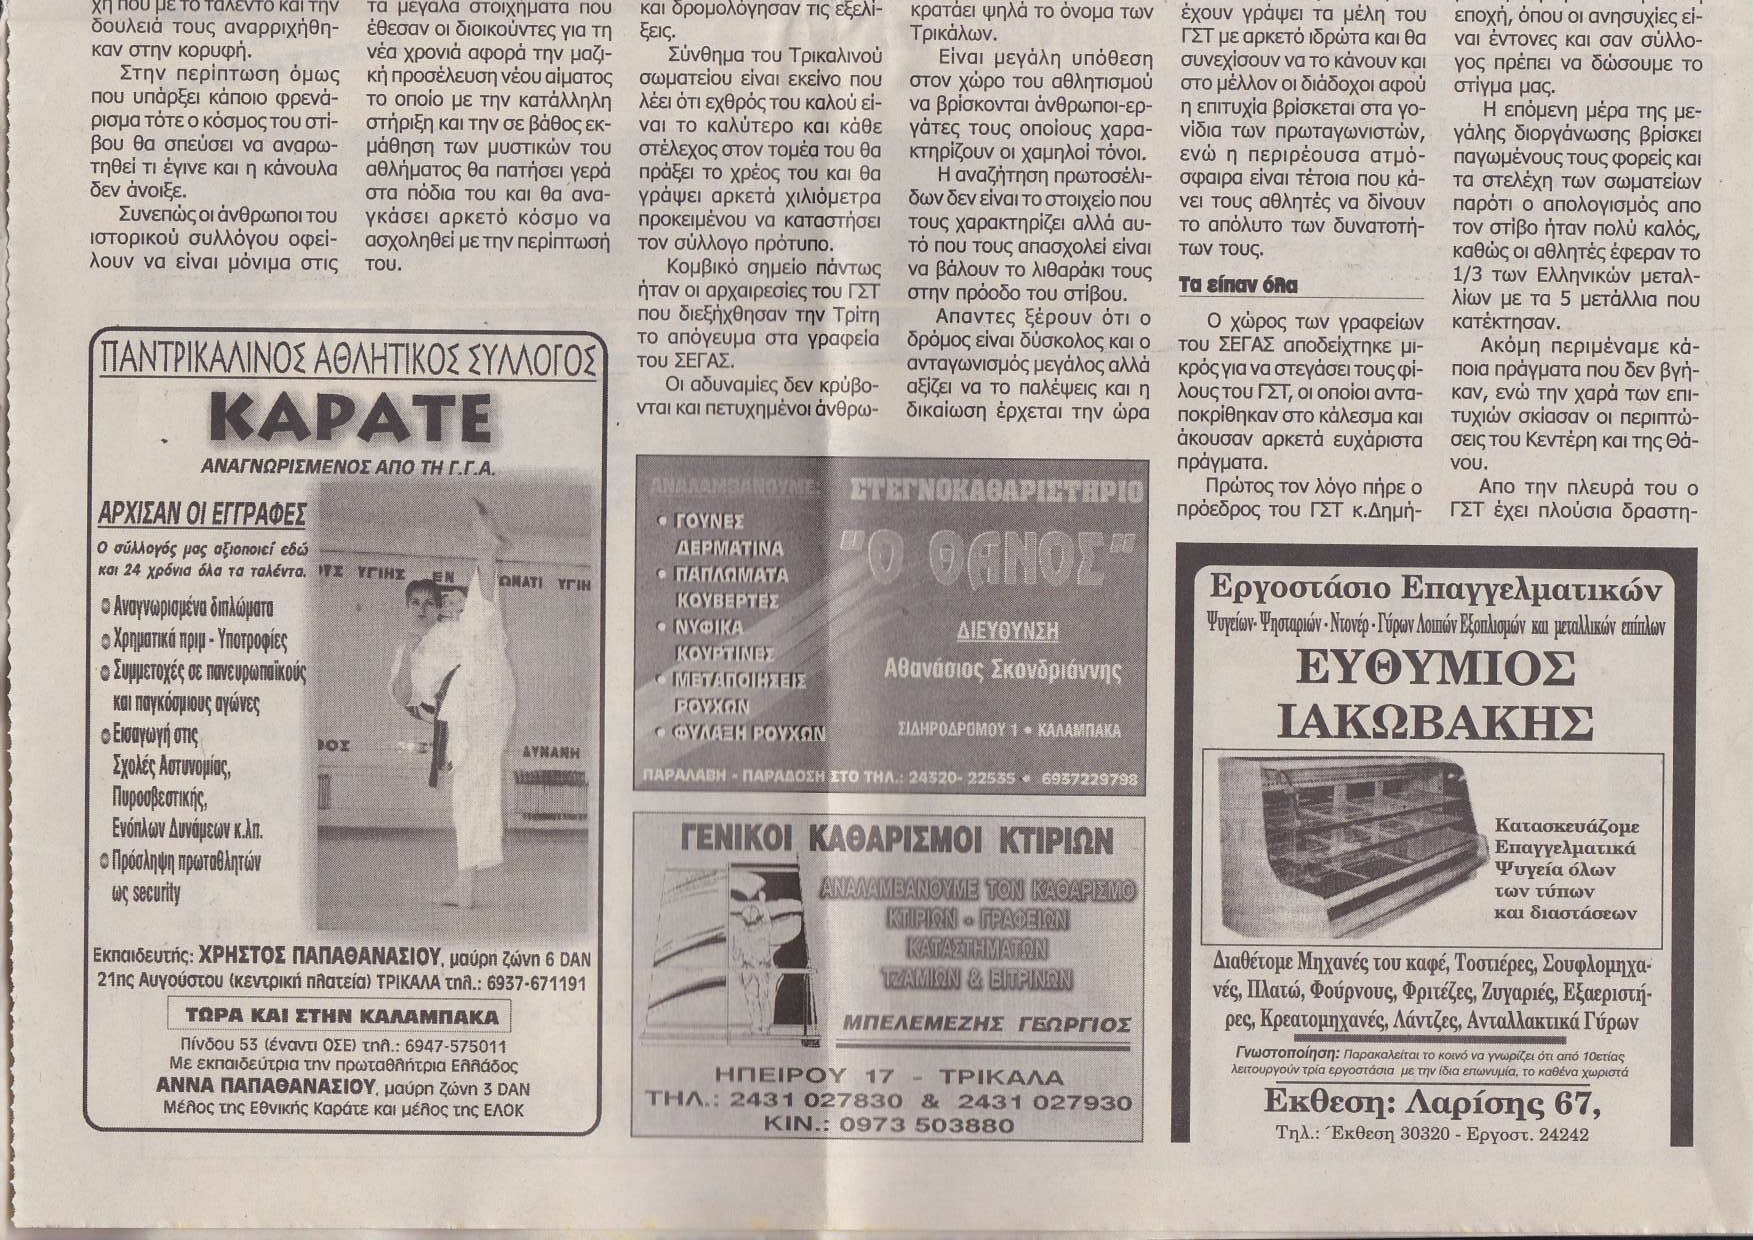 χή που με το ταλέντο και την
δουλειά τους αναρριχήθη-
καν στην κορυφή.
Στην περίπτωση όμως
που υπάρξει κάποιο φρενά-
ρισμα τότε ο κόσμος του στί-
βου θα σπεύσει να αναρω-
τηθεί τι έγινε και η κάνουλα
δεν άνοιξε.
Συνεπώς οι άνθρωποι του
ιστορικού συλλόγου οφεί-
λουν να είναι μόνιμα στις
τα μεγάλα στοιχήματα που
έθεσαν οι διοικούντες για τη
νέα χρονιά αφορά την μαζι-
κή προσέλευση νέου αίματος
το οποίο με την κατάλληλη
στήριξη και την σε βάθος εκ-
μάθηση των μυστικών του
αθλήματος θα πατήσει γερά
στα πόδια του και θα ανα-
γκάσει αρκετό κόσμο να
ασχοληθεί με την περίπτωσή
του.
και δρομολόγησαν τις εξελί-
ξεις.
Σύνθημα του Τρικαλινού
σωματείου είναι εκείνο που
λέει ότι εχθρός του καλού εί-
ναι το καλύτερο και κάθε
στέλεχος στον τομέα του θα
πράξει το χρέος του και θα
γράψει αρκετά χιλιόμετρα
προκειμένου να καταστήσει
τον σύλλογο πρότυπο.
Κομβικό σημείο πάντως
ήταν οι αρχαιρεσίες του ΓΣΤ
που διεξήχθησαν την Τρίτη
το απόγευμα στα γραφεία
του ΣΕΓΑΣ.
Οι αδυναμίες δεν κρύβο-
νται και πετυχημένοι άνθρω-
κρατάει ψηλά το όνομα των
Τρικάλων.
Είναι μεγάλη υπόθεση
στον χώρο του αθλητισμού
να βρίσκονται άνθρωποι-ερ-
γάτες τους οποίους χαρα-
κτηρίζουν οι χαμηλοί τόνοι.
Η αναζήτηση πρωτοσέλι-
δων δεν είναι το στοιχείο που
τους χαρακτηρίζει αλλά αυ-
τό που τους απασχολεί είναι
να βάλουν το λιθαράκι τους
στην πρόοδο του στίβου.
Απαντες ξέρουν ότι ο
δρόμος είναι δύσκολος και ο
ανταγωνισμός μεγάλος αλλά
αξίζει να το παλέψεις και η
δικαίωση έρχεται την ώρα
έχουν γράψει τα μέλη του
ΓΣΤ με αρκετό ιδρώτα και θα
συνεχίσουν να το κάνουν και
στο μέλλον οι διάδοχοι αφού
η επιτυχία βρίσκεται στα γο-
νίδια των πρωταγωνιστών,
ενώ η περιρέουσα ατμό-
σφαιρα είναι τέτοια που κά-
νει τους αθλητές να δίνουν
το απόλυτο των δυνατοτή-
των τους.
Τα είπαν όλα
Ο χώρος των γραφείων
του ΣΕΓΑΣ αποδείχτηκε μι-
κρός για να στεγάσει τους φί-
λους του ΓΣΤ, οι οποίοι αντα-
ποκρίθηκαν στο κάλεσμα και
άκουσαν αρκετά ευχάριστα
πράγματα.
Πρώτος τον λόγο πήρε ο
πρόεδρος του ΓΣΤ κ.Δημή-
εποχή, όπου οι ανησυχίες εί-
ναι έντονες και σαν σύλλο-
γος πρέπει να δώσουμε το
στίγμα μας.
Η επόμενη μέρα της με-
γάλης διοργάνωσης βρίσκει
παγωμένους τους φορείς και
τα στελέχη των σωματείων
παρότι ο απολογισμός απο
τον στίβο ήταν πολύ καλός,
καθώς οι αθλητές έφεραν το
1/3 των Ελληνικών μεταλ-
λίων με τα 5 μετάλλια που
κατέκτησαν.
Ακόμη περιμέναμε κά-
ποια πράγματα που δεν βγή-
καν, ενώ την χαρά των επι-
τυχιών σκίασαν οι περιπτώ-
σεις του Κεντέρη και της Θά-
νου.
Απο την πλευρά του ο
ΓΣΤ έχει πλούσια δραστη-
ΠΑΝΤΡΙΚΑΛΙΝΟΣ ΑΘΛΗΤΙΚΟΣ ΣΥΛΛΟΓΟΣ
ΚΑΡΑΤΕ
ΑΝΑΓΝΩΡΙΣΜΕΝΟΣ ΑΠΟ ΤΗ Γ.Γ.Α.
ΑΡΧΙΣΑΝ ΟΙ ΕΓΓΡΑΦΕΣ
Ο σύλλογός μας αξιοποιεί εδώ
και 24 χρόνια όλα τα ταλέντα.
Αναγνωρισμένα διπλώματα
Χρηματικά πριμ - Υποτροφίες
Συμμετοχές σε πανευρωπαϊκούς
και παγκόσμιους αγώνες
Εισαγωγή στις
Σχολές Αστυνομίας,
Πυροσβεστικής,
Ενόπλων Δυνάμεων κ.λπ.
Πρόσληψη πρωταθλητών
ως security
ΥΓΙΗΣ ΕΝ ΩΜΑΤΙ ΥΓΙΗ
ΔΥΝΑΝΗ
Εκπαιδευτής: ΧΡΗΣΤΟΣ ΠΑΠΑΘΑΝΑΣΙΟΥ, μαύρη ζώνη 6 DAN
21ης Αυγούστου (κεντρική πλατεία) ΤΡΙΚΑΛΑ τηλ.: 6937-671191
ΤΩΡΑ ΚΑΙ ΣΤΗΝ ΚΑΛΑΜΠΑΚΑ
Πίνδου 53 (έναντι ΟΣΕ) τηλ.: 6947-575011
Με εκπαιδεύτρια την πρωταθλήτρια Ελλάδος
ΑΝΝΑ ΠΑΠΑΘΑΝΑΣΙΟΥ, μαύρη ζώνη 3 DAN
Μέλος της Εθνικής Καράτε και μέλος της ΕΛΟΚ
ΑΝΑΛΑΜΒΑΝΟΥΜΕ
• ΓΟΥΝΕΣ
ΔΕΡΜΑΤΙΝΑ
• ΠΑΠΛΩΜΑΤΑ
ΚΟΥΒΕΡΤΕΣ
• ΝΥΦΙΚΑ
ΚΟΥΡΤΙΝΕΣ
• ΜΕΤΑΠΟΙΗΣΕΙΣ
ΡΟΥΧΩΝ
• ΦΥΛΑΞΗ ΡΟΥΧΩΝ
ΣΤΕΓΝΟΚΑΘΑΡΙΣΤΗΡΙΟ
"Ο ΘΑΝΟΣ"
ΔΙΕΥΘΥΝΣΗ
Αθανάσιος Σκονδριάννης
ΣΙΔΗΡΟΔΡΟΜΟΥ 1 • ΚΑΛΑΜΠΑΚΑ
ΠΑΡΑΛΑΒΗ - ΠΑΡΑΔΟΣΗ ΣΤΟ ΤΗΛ.: 24320- 22535 • 6937229798
ΓΕΝΙΚΟΙ ΚΑΘΑΡΙΣΜΟΙ ΚΤΙΡΙΩΝ
ΑΝΑΛΑΜΒΑΝΟΥΜΕ ΤΟΝ ΚΑΘΑΡΙΣΜΟ
ΚΤΙΡΙΩΝ - ΓΡΑΦΕΙΩΝ
ΚΑΤΑΣΤΗΜΑΤΩΝ
ΤΖΑΜΙΩΝ & ΒΙΤΡΙΝΩΝ
ΜΠΕΛΕΜΕΖΗΣ ΓΕΩΡΓΙΟΣ
ΗΠΕΙΡΟΥ 17 - ΤΡΙΚΑΛΑ
ΤΗΛ.: 2431 027830 & 2431 027930
ΚΙΝ.: 0973 503880
Εργοστάσιο Επαγγελματικών
Ψυγείων- Ψησταριών - Ντονέρ - Γύρων Λοιπών Εξοπλισμών και μεταλλικών επίπλων
ΕΥΘΥΜΙΟΣ
ΙΑΚΩΒΑΚΗΣ
Κατασκευάζομε
Επαγγελματικά
Ψυγεία όλων
των τύπων
και διαστάσεων
Διαθέτομε Μηχανές του καφέ, Τοστιέρες, Σουφλομηχα-
νές, Πλατώ, Φούρνους, Φριτέζες, Ζυγαριές, Εξαεριστή-
ρες, Κρεατομηχανές, Λάντζες, Ανταλλακτικά Γύρων
Γνωστοποίηση: Παρακαλείται το κοινό να γνωρίζει ότι από 10ετίας
λειτουργούν τρία εργοστάσια με την ίδια επωνυμία, το καθένα χωριστά
Εκθεση: Λαρίσης 67,
Τηλ.: Έκθεση 30320 - Εργοστ. 24242